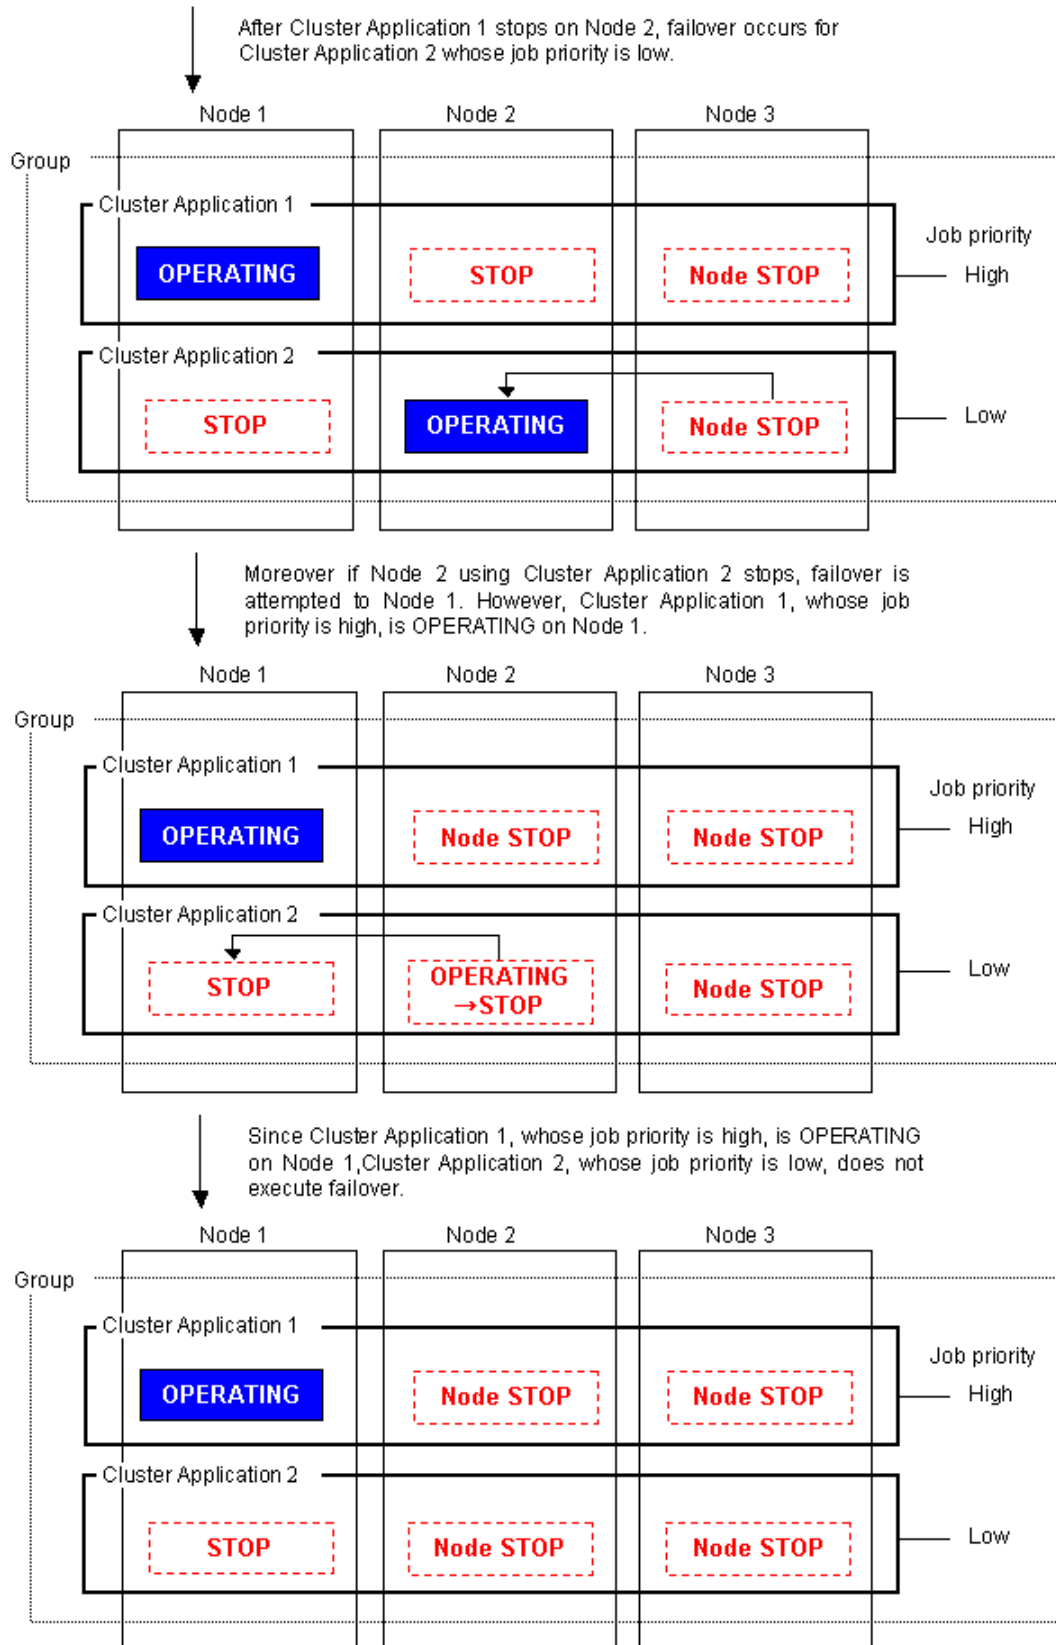 After Cluster Application 1 stops on Node 2, failover occurs for
Cluster Application 2 whose job priority is low.
Node 1 Node 2 Node 3
Group
Cluster Application 1
Job priority
OPERATING STOP Node STOP High
Cluster Application 2
STOP OPERATING Node STOP Low
Moreover if Node 2 using Cluster Application 2 stops, failover is
attempted to Node 1. However, Cluster Application 1, whose job
priority is high, is OPERATING on Node 1.
Node 1 Node 2 Node 3
Group
Cluster Application 1
Job priority
OPERATING Node STOP Node STOP High
Cluster Application 2
STOP OPERATING Node STOP Low
→STOP
Since Cluster Application 1, whose job priority is high, is OPERATING
on Node 1,Cluster Application 2, whose job priority is low, does not
execute failover.
Node 1 Node 2 Node 3
Group
Cluster Application 1
Job priority
OPERATING Node STOP Node STOP High
Cluster Application 2
STOP Node STOP Node STOP Low